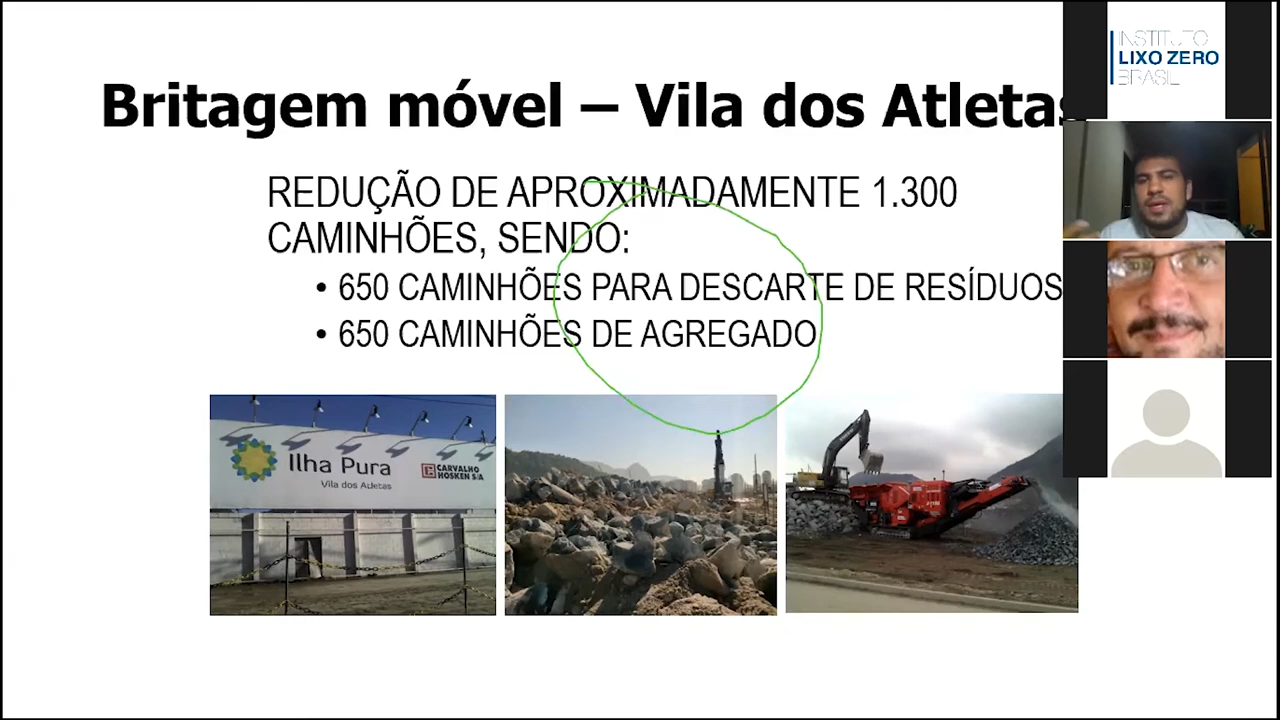 Britagem móvel – Vila dos Atletas
REDUÇÃO DE APROXIMADAMENTE 1.300
CAMINHÕES, SENDO:
• 650 CAMINHÕES PARA DESCARTE DE RESÍDUOS
• 650 CAMINHÕES DE AGREGADO
Ilha Pura
Vila dos Atletas
CARVALHO
HOSKEN S/A
INSTITUTO
LIXO ZERO
BRASIL